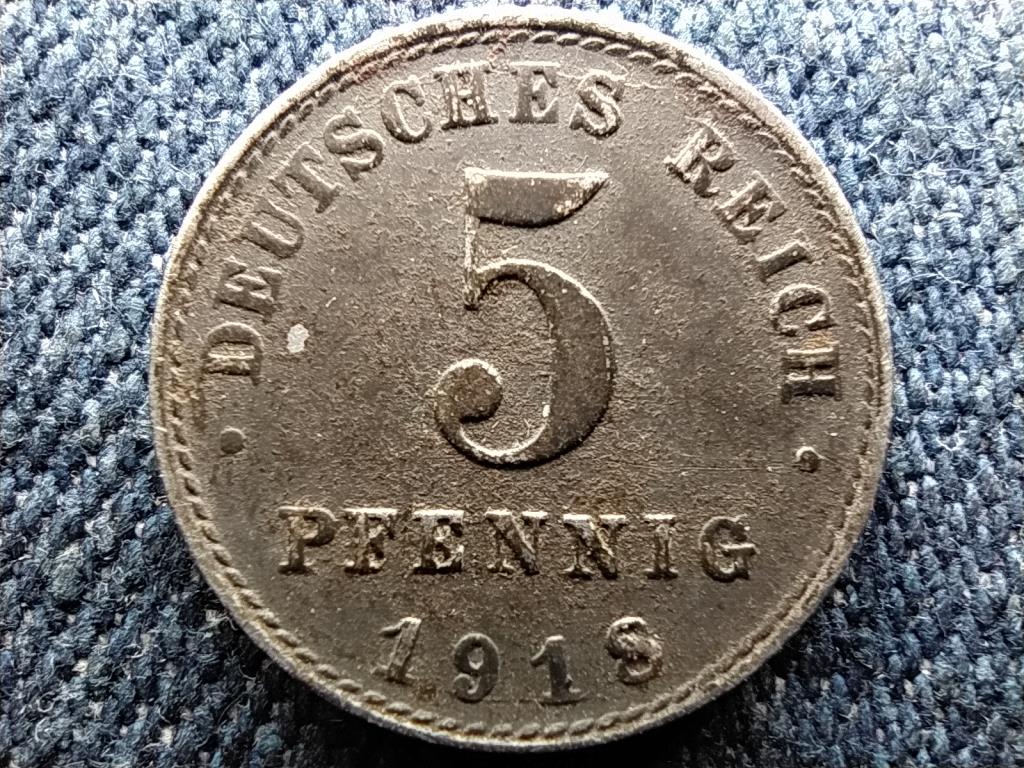 DEUTSCHES REICH
5
PFENNIG
1918